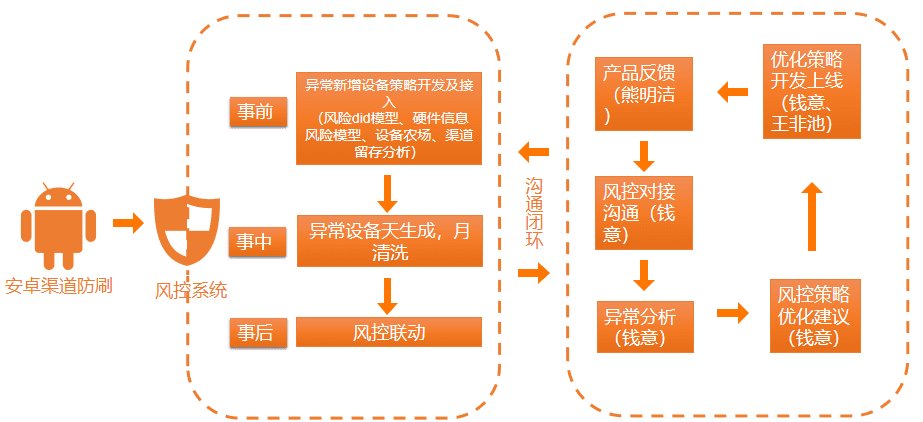 安卓渠道防刷
风控系统
事前
异常新增设备策略开发及接
入
（风险did模型、硬件信息
风险模型、设备农场、渠道
留存分析）
事中
异常设备天生成，月
清洗
事后
风控联动
沟通闭环
产品反馈
（熊明洁
）
风控对接
沟通（钱
意）
异常分析
（钱意）
风控策略
优化建议
（钱意）
优化策略
开发上线
（钱意、
王非池）